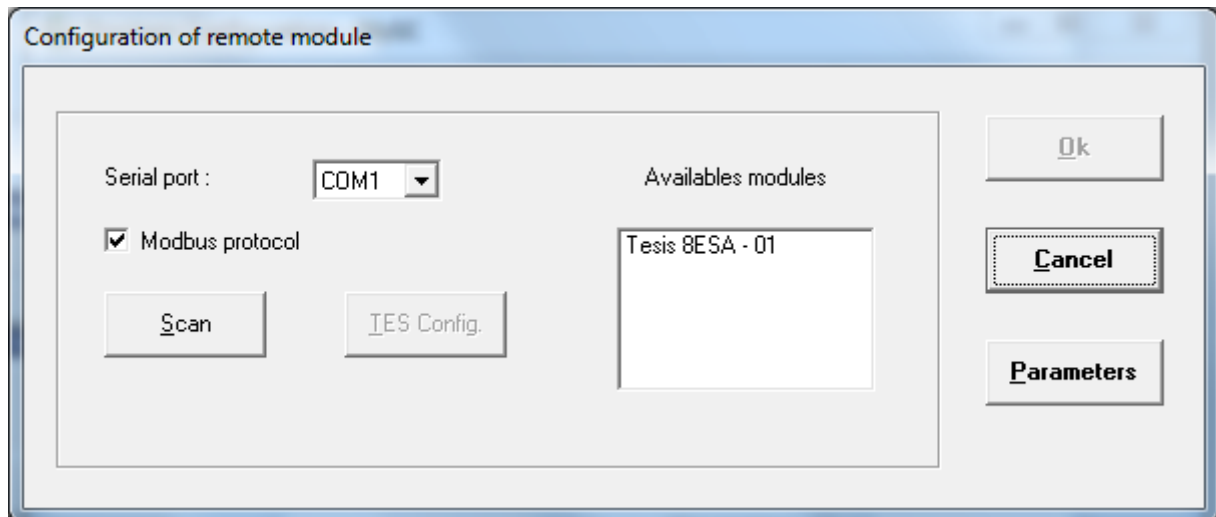 Configuration of remote module
Serial port :
COM1
Availables modules
Ok
Modbus protocol
Tesis 8ESA - 01
Cancel
Scan
TES Config.
Parameters